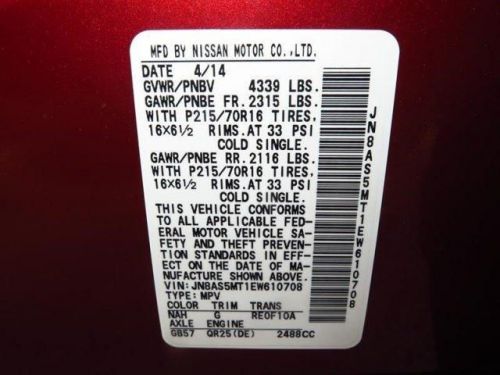 MFD BY NISSAN MOTOR CO.,LTD.
DATE 4/14
GVWR/PNBV 4339 LBS.
GAWR/PNBE FR. 2315 LBS.
WITH P215/70R16 TIRES,
16×6½ RIMS.AT 33 PSI
COLD SINGLE.
GAWR/PNBE RR. 2116 LBS.
WITH P215/70R16 TIRES,
16×6½ RIMS.AT 33 PSI
COLD SINGLE.
THIS VEHICLE CONFORMS
TO ALL APPLICABLE FED-
ERAL MOTOR VEHICLE SA-
FETY AND THEFT PREVEN-
TION STANDARDS IN EFF-
ECT ON THE DATE OF MA-
NUFACTURE SHOWN ABOVE.
VIN: JN8AS5MT1EW610708
TYPE: MPV
COLOR TRIM TRANS
NAH G RE0F10A
AXLE ENGINE
GB57 QR25(DE) 2488CC
JN8AS5MT1EW610708